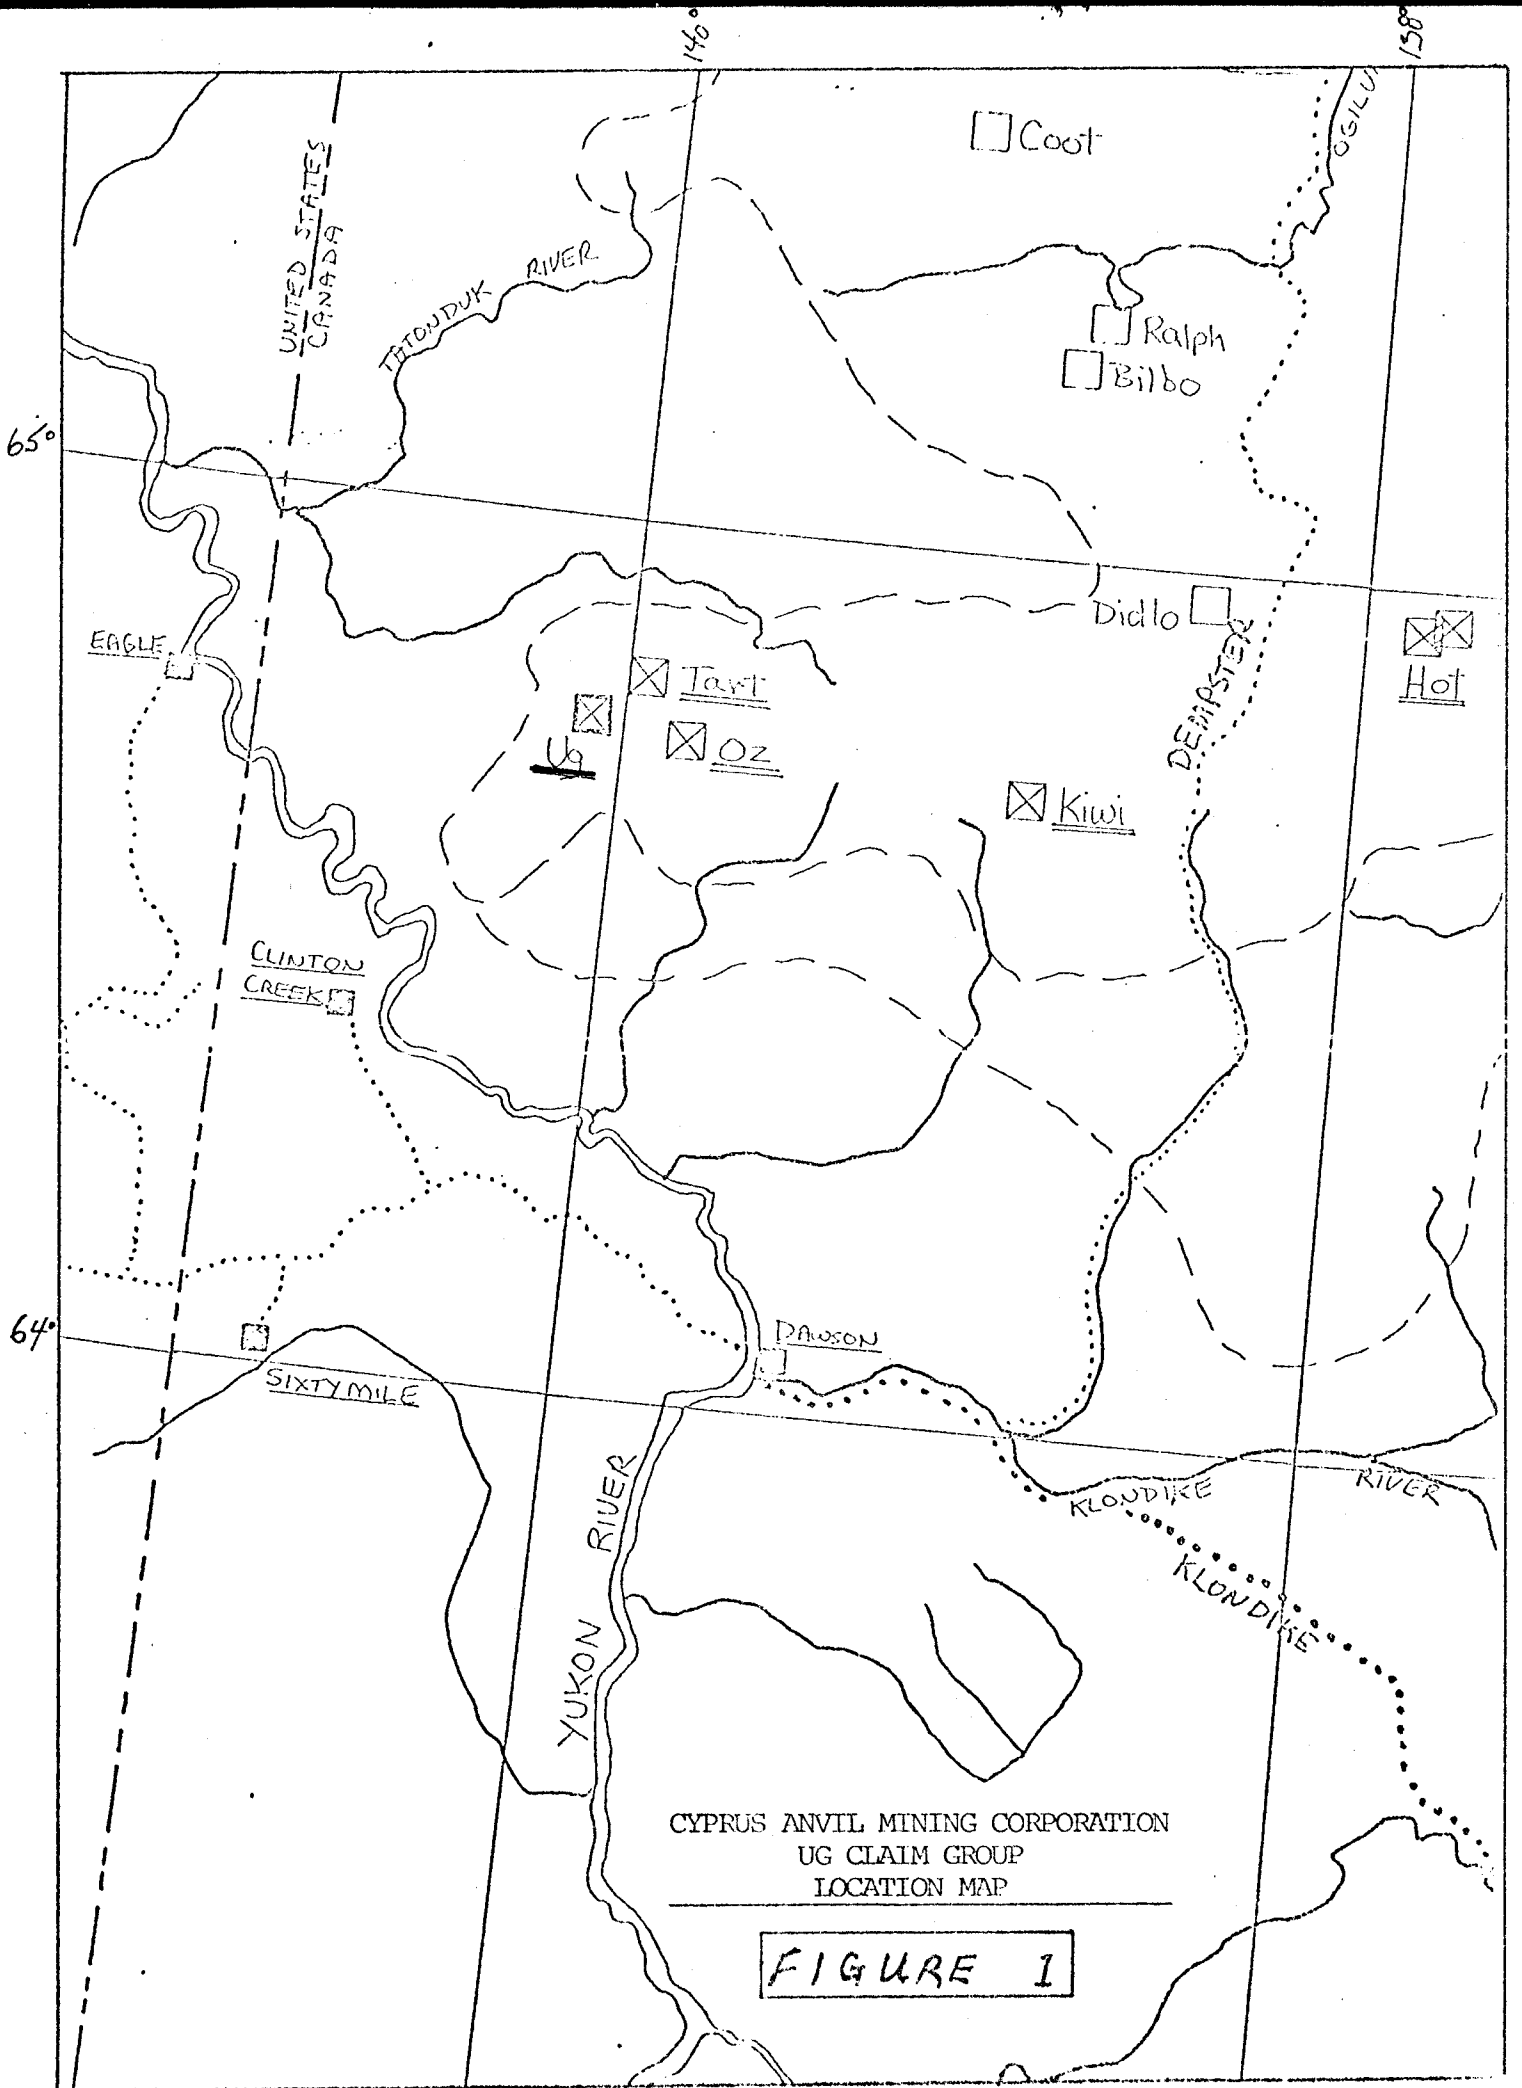 140°
138°
Coot
OGILVI
UNITED STATES
CANADA
TATONDUK RIVER
Ralph
Bilbo
65°
Didlo
EAGLE
DEMPSTER
Tart
Hot
Ug
Oz
Kiwi
CLINTON
CREEK
64°
DAWSON
SIXTYMILE
YUKON RIVER
KLONDIKE RIVER
KLONDIKE
CYPRUS ANVIL MINING CORPORATION
UG CLAIM GROUP
LOCATION MAP
FIGURE 1